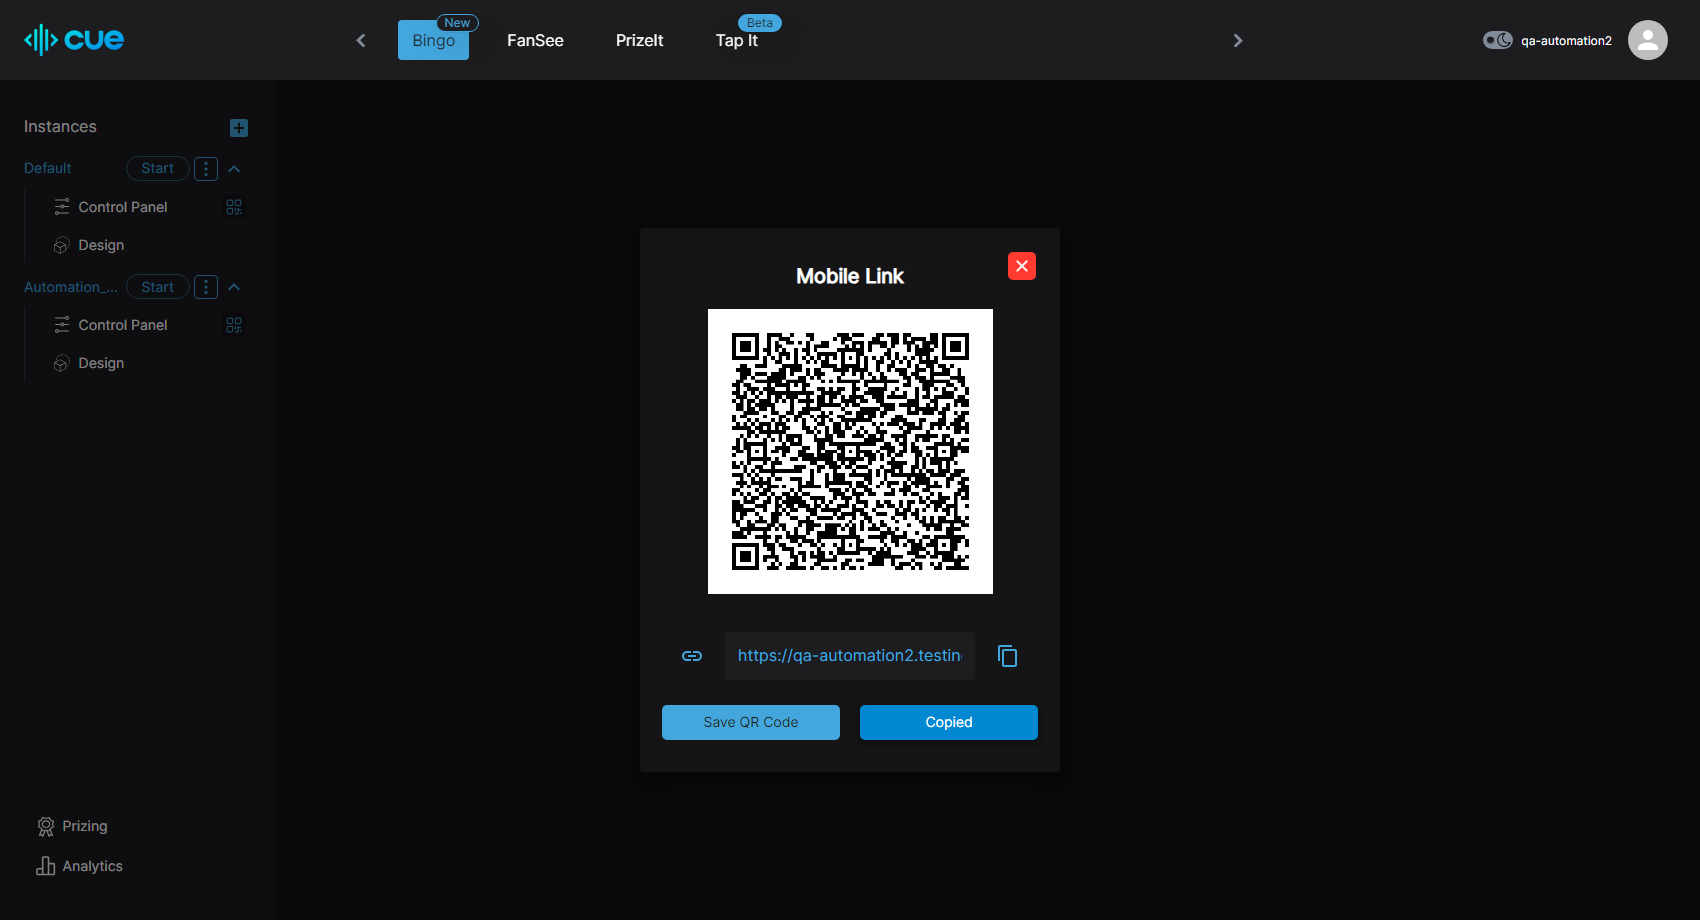 cue
Bingo
New
FanSee
PrizeIt
Tap It
Beta
qa-automation2
Instances
Default
Start
Control Panel
Design
Automation_...
Start
Control Panel
Design
Prizing
Analytics
Mobile Link
https://qa-automation2.testin
Save QR Code
Copied